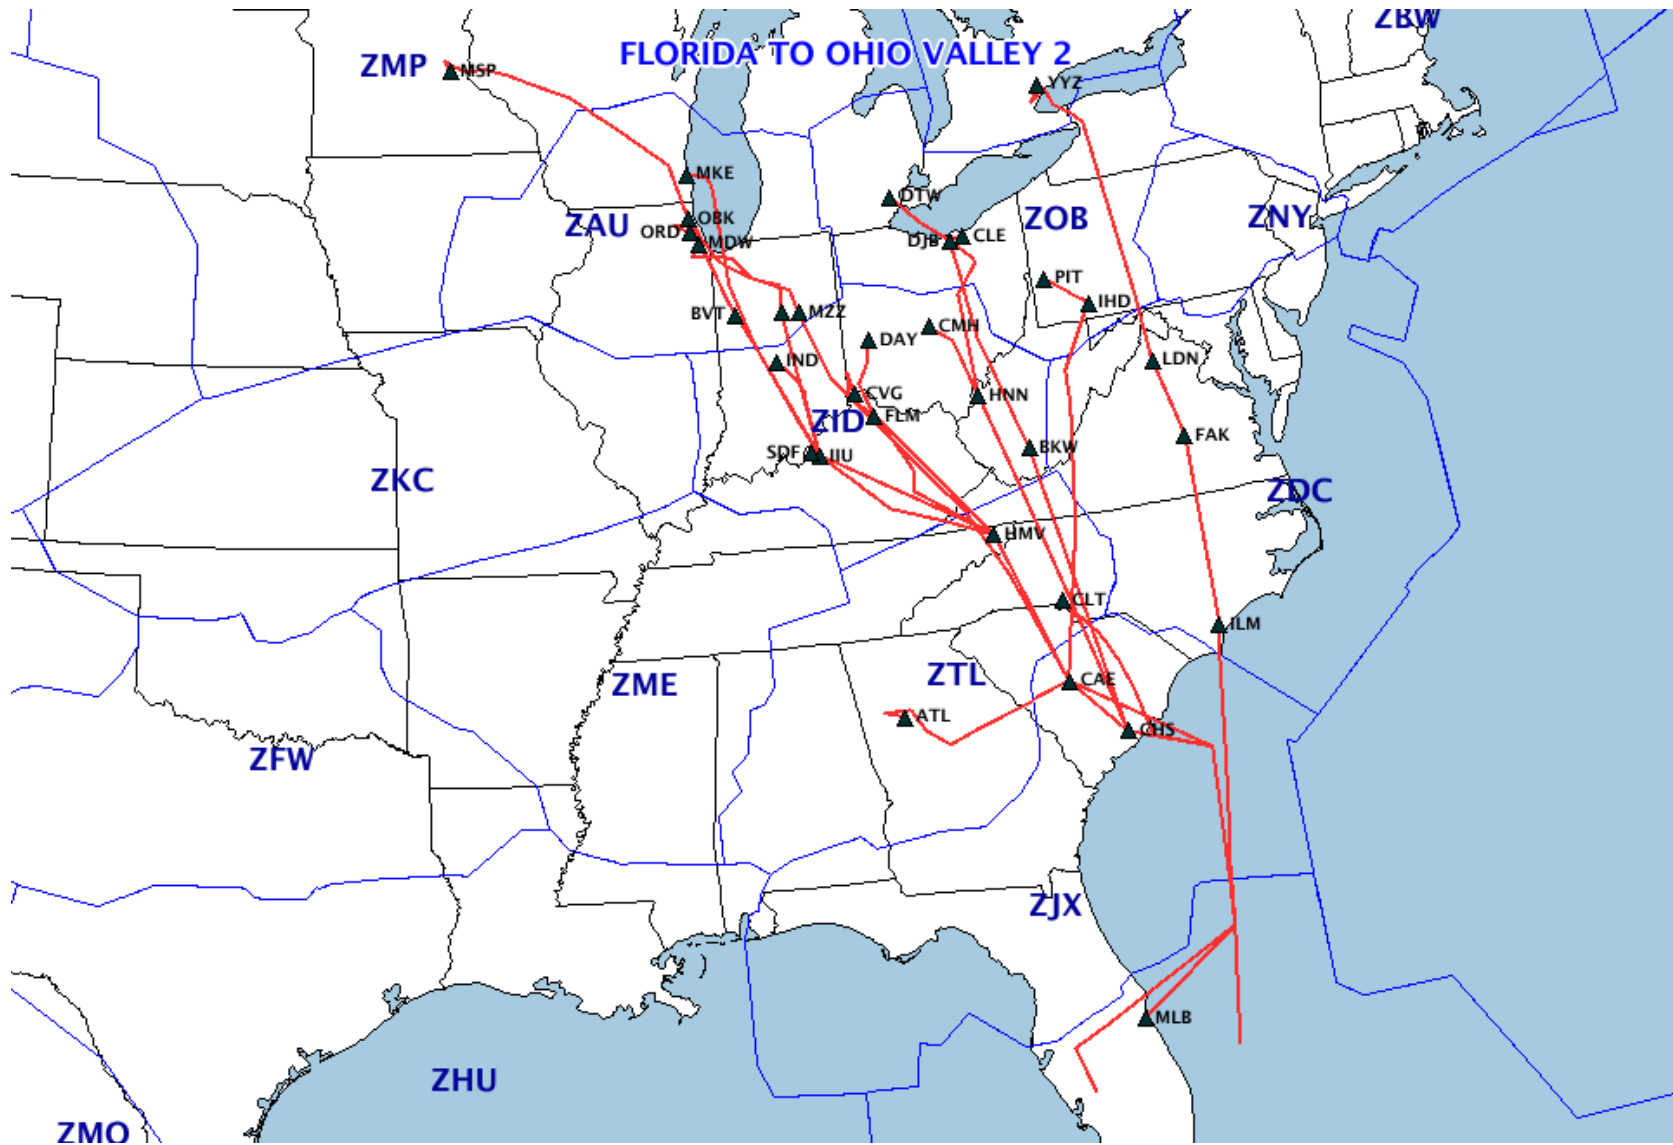 ZBW
FLORIDA TO OHIO VALLEY 2
ZMP
MSP
YYZ
MKE
DTW
OBK
ZAU
ZOB
ZNY
ORD
MDW
DJB
CLE
PIT
IHD
BVT
MZZ
CMH
DAY
IND
LDN
CVG
HNN
FLM
ZID
FAK
BKW
SDF
IIU
ZKC
ZDC
HMV
CLT
ILM
ZME
ZTL
CAE
ATL
CHS
ZFW
ZJX
MLB
ZHU
ZMO